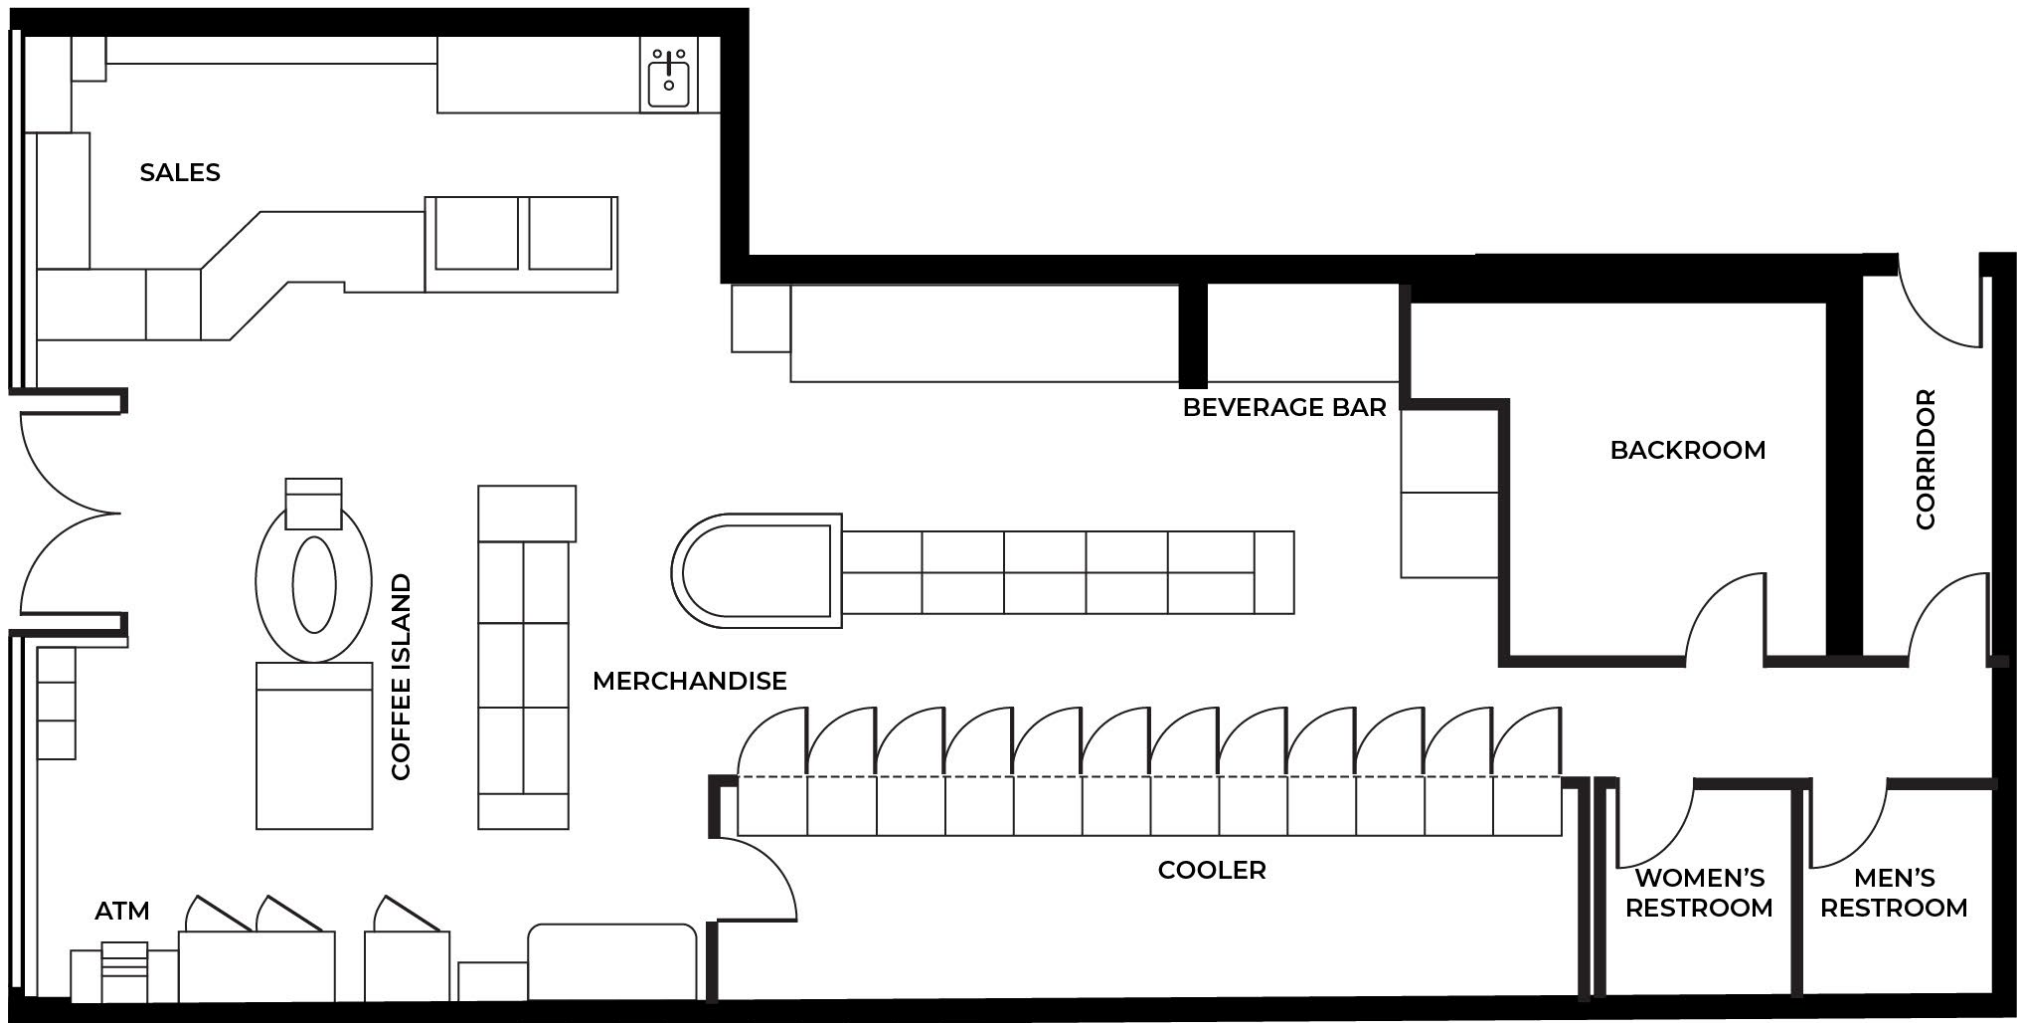 SALES
BEVERAGE BAR
BACKROOM
CORRIDOR
COFFEE ISLAND
MERCHANDISE
COOLER
WOMEN’S
RESTROOM
MEN’S
RESTROOM
ATM